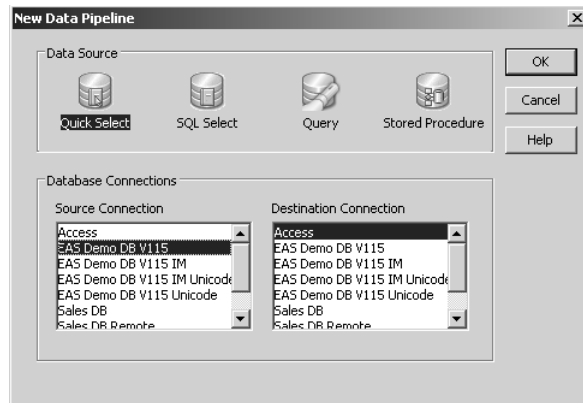 New Data Pipeline
Data Source
Quick Select
SQL Select
Query
Stored Procedure
OK
Cancel
Help
Database Connections
Source Connection
Access
EAS Demo DB V115
EAS Demo DB V115 IM
EAS Demo DB V115 IM Unicode
EAS Demo DB V115 Unicode
Sales DB
Sales DB Remote
Destination Connection
Access
EAS Demo DB V115
EAS Demo DB V115 IM
EAS Demo DB V115 IM Unicode
EAS Demo DB V115 Unicode
Sales DB
Sales DB Remote